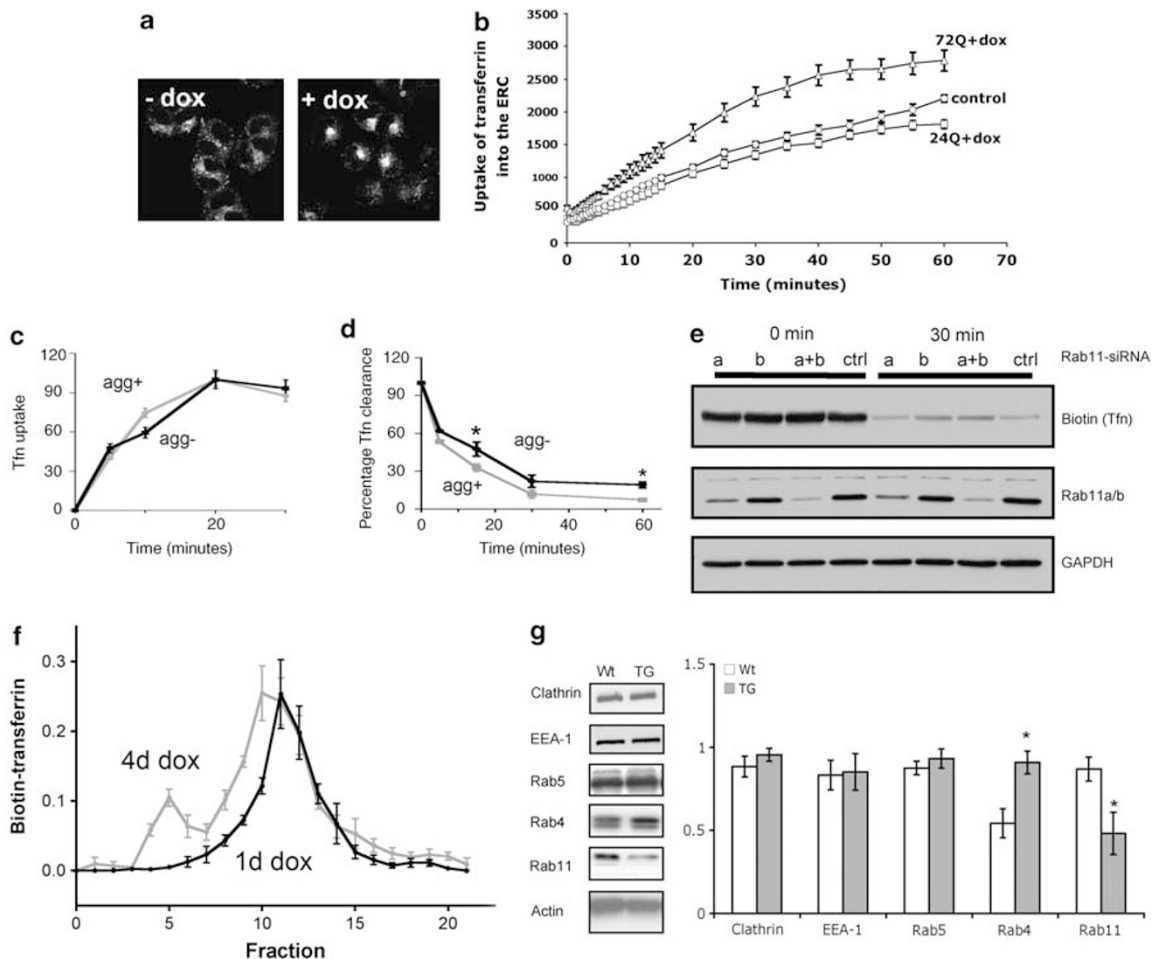 a
- dox
+ dox
b
Uptake of transferrin
into the ERC
3500
3000
2500
2000
1500
1000
500
0
0 10 20 30 40 50 60 70
Time (minutes)
72Q+dox
control
24Q+dox
c
Tfn uptake
120
90
60
30
0
0 20
Time (minutes)
agg+
agg-
d
Percentage Tfn clearance
120
90
60
30
0
0 20 40 60
Time (minutes)
*
agg-
*
agg+
e
0 min 30 min
a b a+b ctrl a b a+b ctrl Rab11-siRNA
Biotin (Tfn)
Rab11a/b
GAPDH
f
Biotin-transferrin
0.3
0.2
0.1
0.0
0 5 10 15 20
Fraction
4d dox
1d dox
g
Wt TG
Clathrin
EEA-1
Rab5
Rab4
Rab11
Actin
1.5
1
0.5
0
Wt
TG
*
*
Clathrin EEA-1 Rab5 Rab4 Rab11